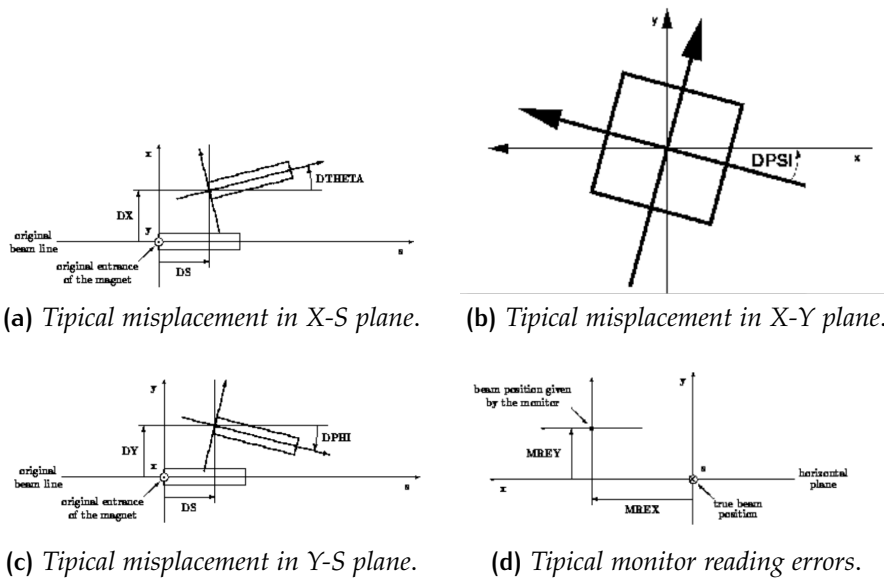 x
DTHETA
DX
y
original
beam line
s
original entrance
of the magnet
DS
(a) Tipical misplacement in X-S plane.
y
DPSI
x
(b) Tipical misplacement in X-Y plane.
y
DPHI
DY
x
original
beam line
s
original entrance
of the magnet
DS
(c) Tipical misplacement in Y-S plane.
beam position given
by the monitor
y
MREY
s
horizontal
plane
x
MREX
true beam
position
(d) Tipical monitor reading errors.